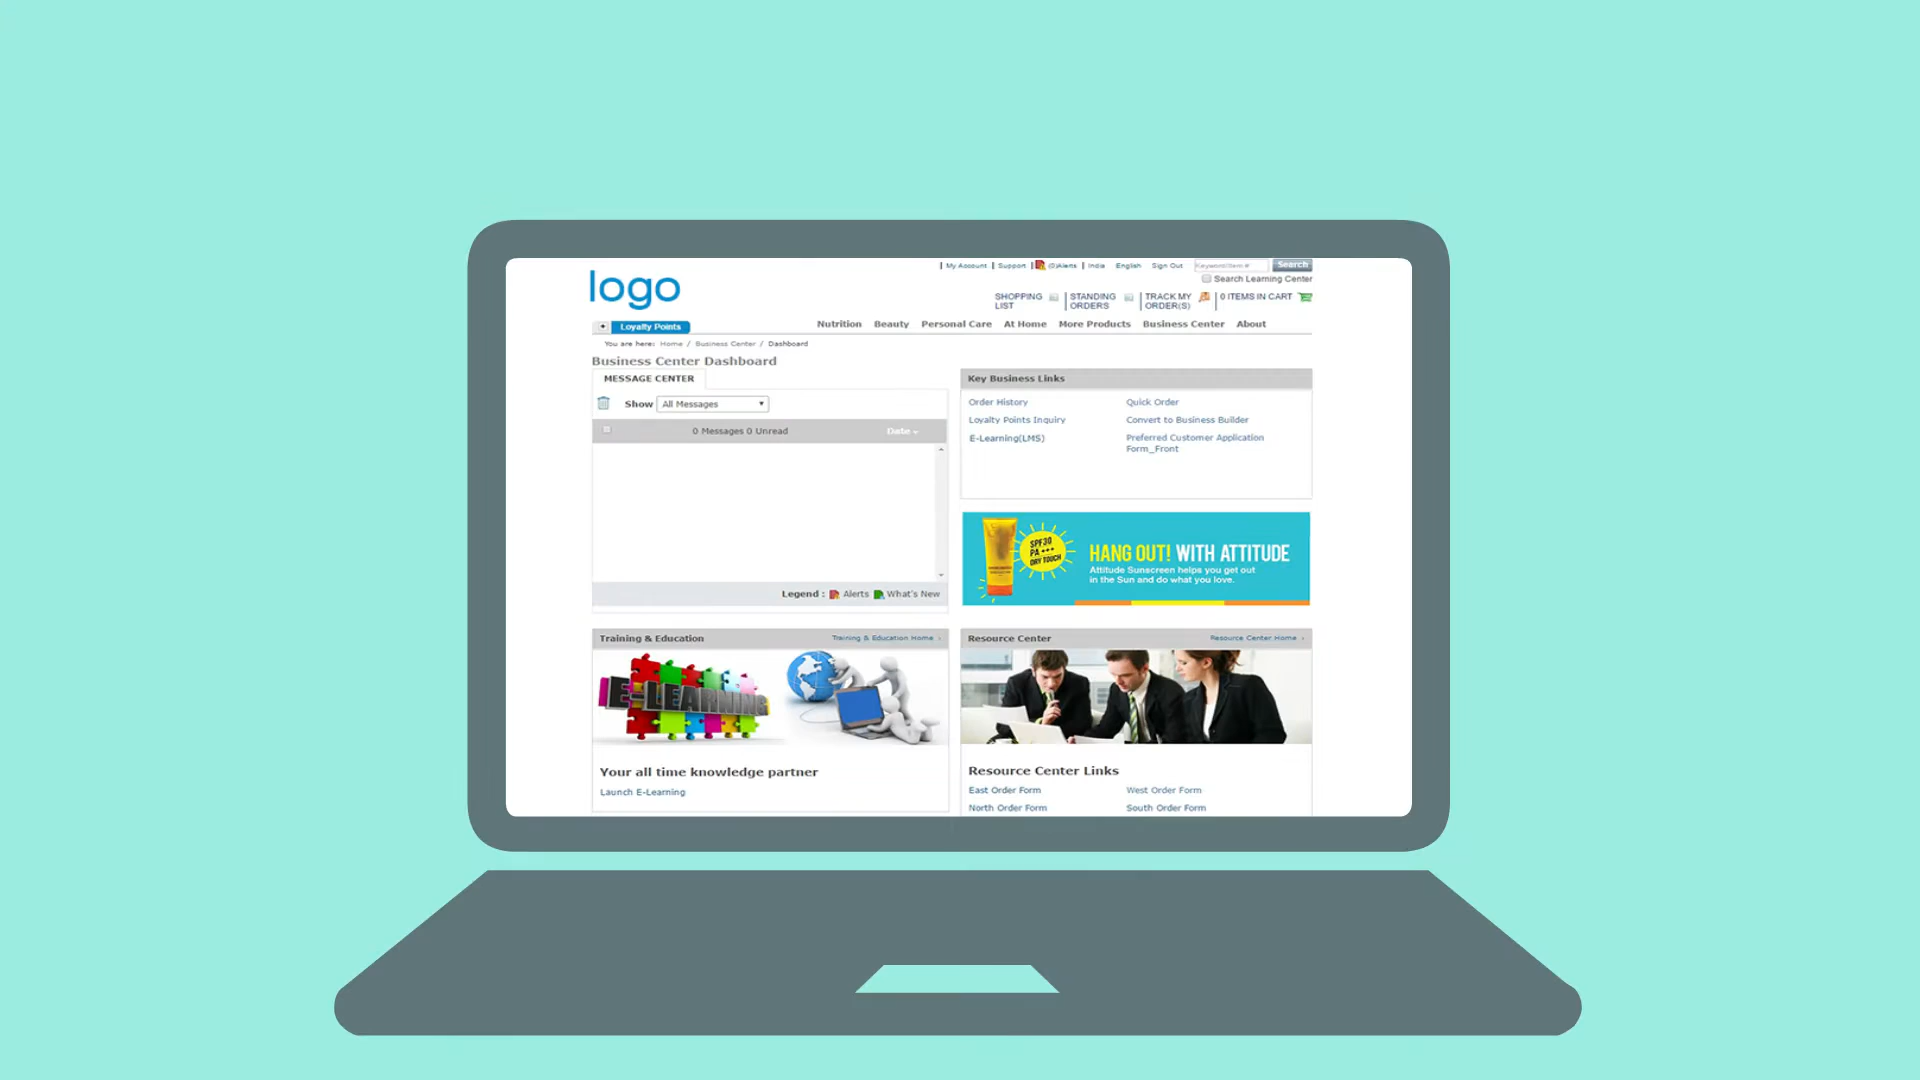 My Account | Support | (0)Alerts | India English Sign Out Keyword/Item # Search
Search Learning Center
logo
SHOPPING LIST
STANDING ORDERS
TRACK MY ORDER(S)
0 ITEMS IN CART
Loyalty Points
Nutrition Beauty Personal Care At Home More Products Business Center About
You are here: Home / Business Center / Dashboard
Business Center Dashboard
MESSAGE CENTER
Show All Messages
0 Messages 0 Unread Date
Legend : Alerts What's New
Key Business Links
Order History Quick Order
Loyalty Points Inquiry Convert to Business Builder
E-Learning(LMS) Preferred Customer Application
Form_Front
SPF30
PA +++
DRY TOUCH
HANG OUT! WITH ATTITUDE
Attitude Sunscreen helps you get out
in the Sun and do what you love.
Training & Education Training & Education Home ›
E-LEARNING
Your all time knowledge partner
Launch E-Learning
Resource Center Resource Center Home ›
Resource Center Links
East Order Form West Order Form
North Order Form South Order Form